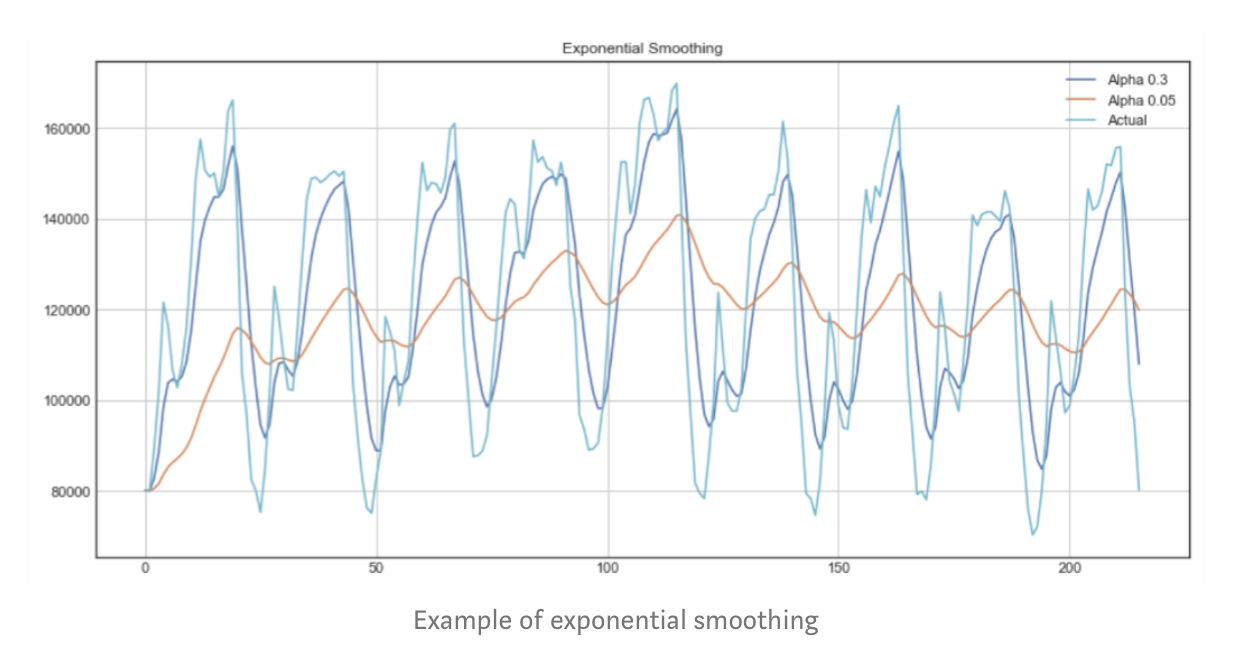 Exponential Smoothing
Alpha 0.3
Alpha 0.05
Actual
160000
140000
120000
100000
80000
0 50 100 150 200
Example of exponential smoothing